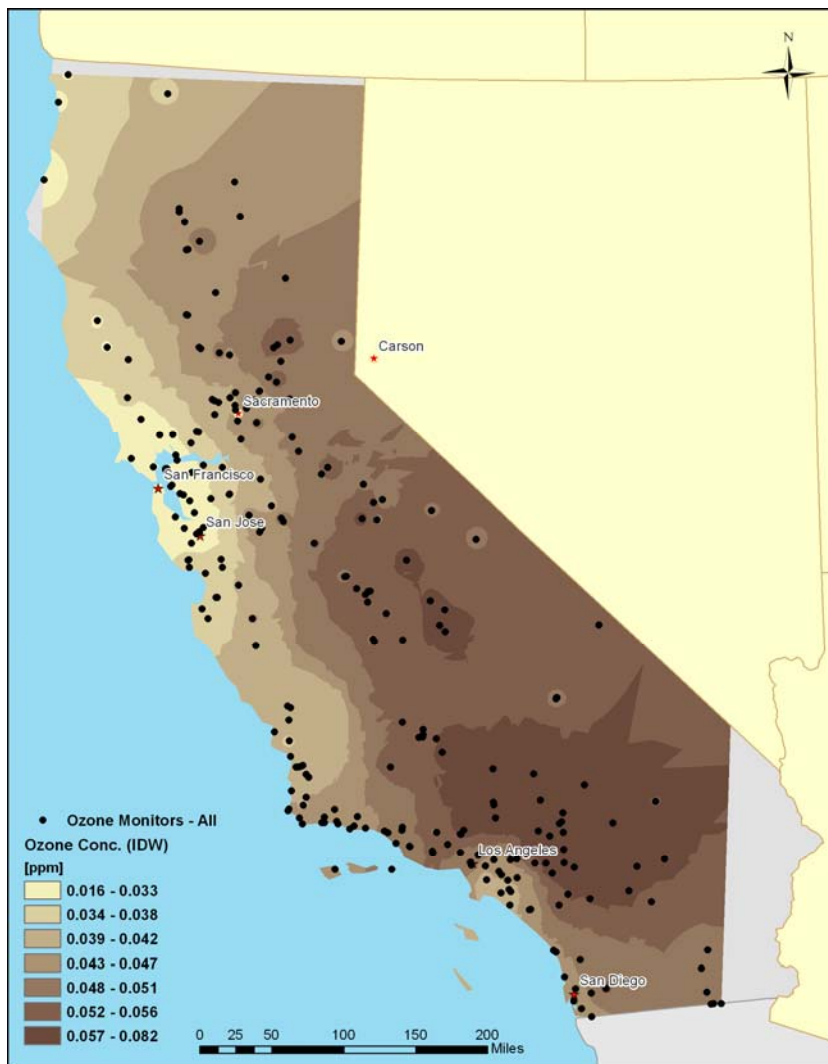 N
Carson
Sacramento
San Francisco
San Jose
Los Angeles
San Diego
Ozone Monitors - All
Ozone Conc. (IDW)
[ppm]
0.016 - 0.033
0.034 - 0.038
0.039 - 0.042
0.043 - 0.047
0.048 - 0.051
0.052 - 0.056
0.057 - 0.082
0 25 50 100 150 200
Miles